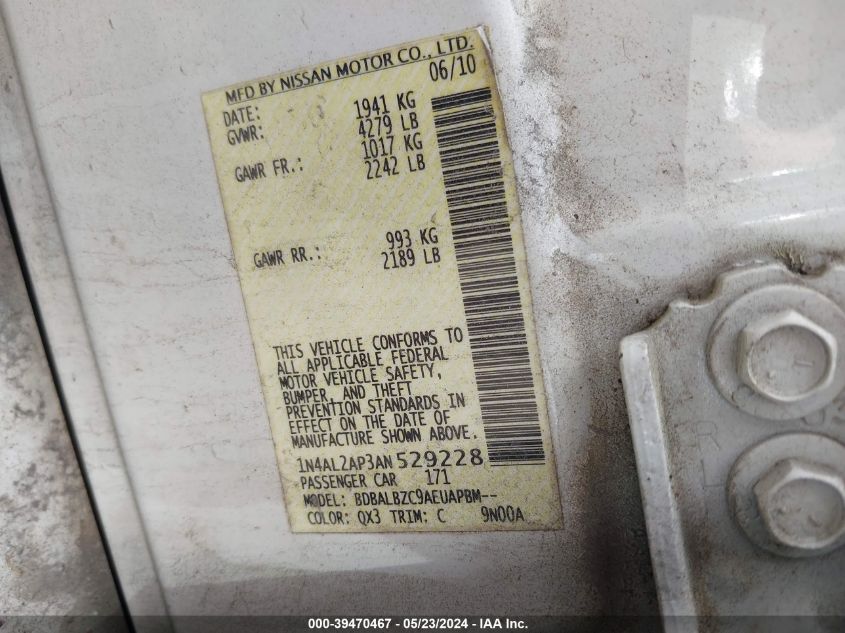 MFD BY NISSAN MOTOR CO., LTD.
DATE: 06/10
GVWR: 1941 KG
4279 LB
GAWR FR.: 1017 KG
2242 LB
GAWR RR.: 993 KG
2189 LB
THIS VEHICLE CONFORMS TO
ALL APPLICABLE FEDERAL
MOTOR VEHICLE SAFETY,
BUMPER, AND THEFT
PREVENTION STANDARDS IN
EFFECT ON THE DATE OF
MANUFACTURE SHOWN ABOVE.
1N4AL2AP3AN529228
PASSENGER CAR 171
MODEL: BDBALBZC9AEUAPBM--
COLOR: QX3 TRIM: C 9N00A
R
L
000-39470467 - 05/23/2024 - IAA Inc.